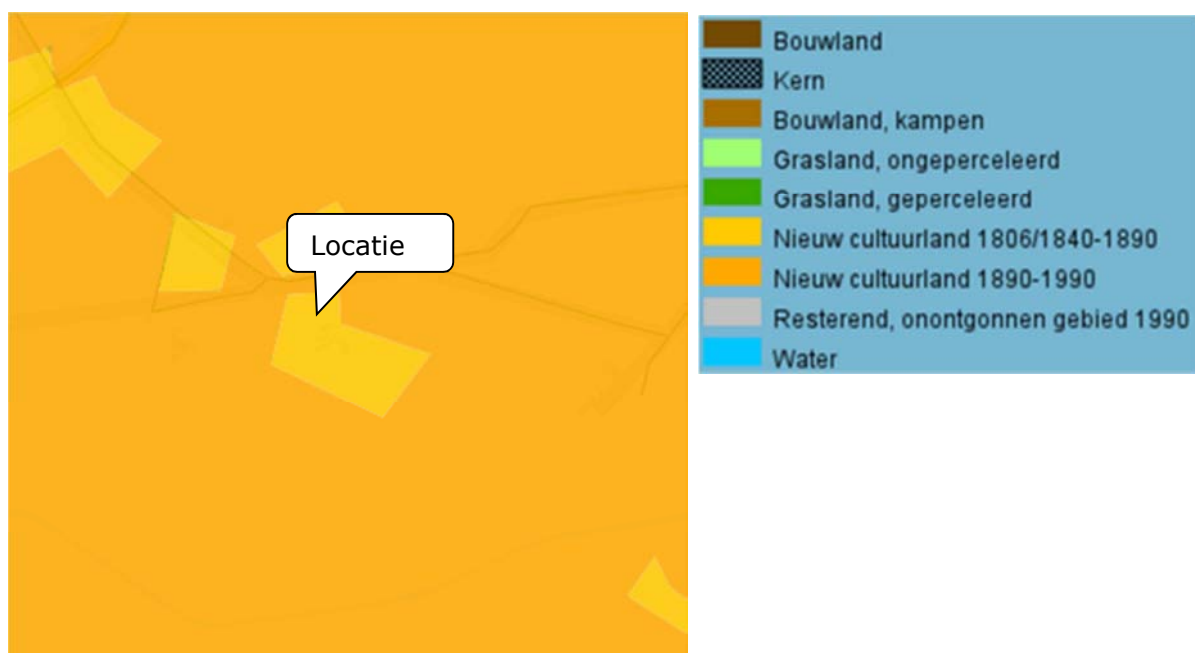 Locatie
Bouwland
Kern
Bouwland, kampen
Grasland, ongeperceleerd
Grasland, geperceleerd
Nieuw cultuurland 1806/1840-1890
Nieuw cultuurland 1890-1990
Resterend, onontgonnen gebied 1990
Water